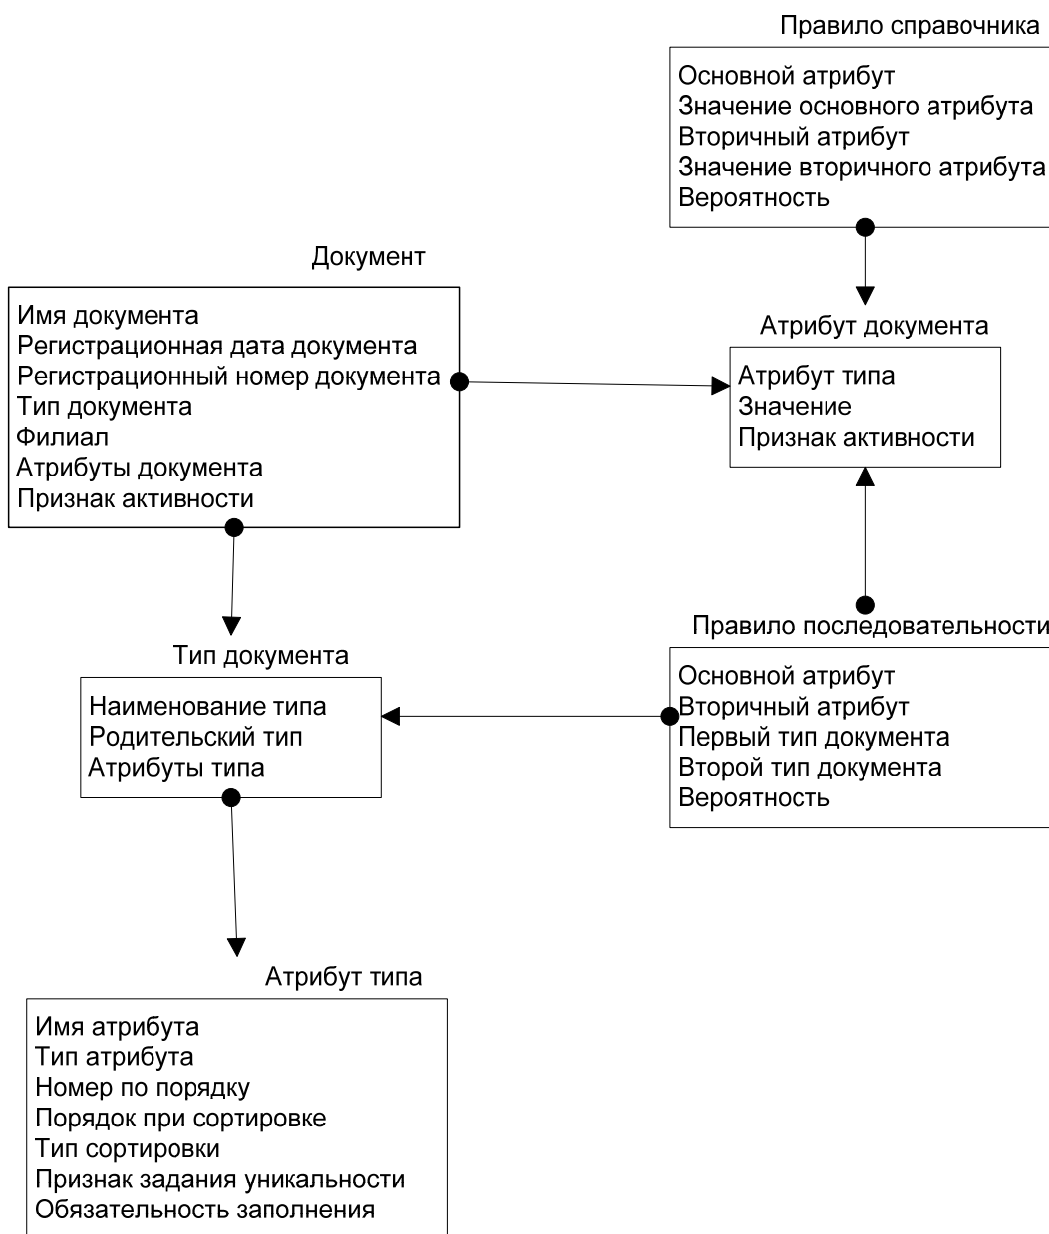 Правило справочника
Основной атрибут
Значение основного атрибута
Вторичный атрибут
Значение вторичного атрибута
Вероятность
Документ
Имя документа
Регистрационная дата документа
Регистрационный номер документа
Тип документа
Филиал
Атрибуты документа
Признак активности
Атрибут документа
Атрибут типа
Значение
Признак активности
Тип документа
Наименование типа
Родительский тип
Атрибуты типа
Правило последовательности
Основной атрибут
Вторичный атрибут
Первый тип документа
Второй тип документа
Вероятность
Атрибут типа
Имя атрибута
Тип атрибута
Номер по порядку
Порядок при сортировке
Тип сортировки
Признак задания уникальности
Обязательность заполнения